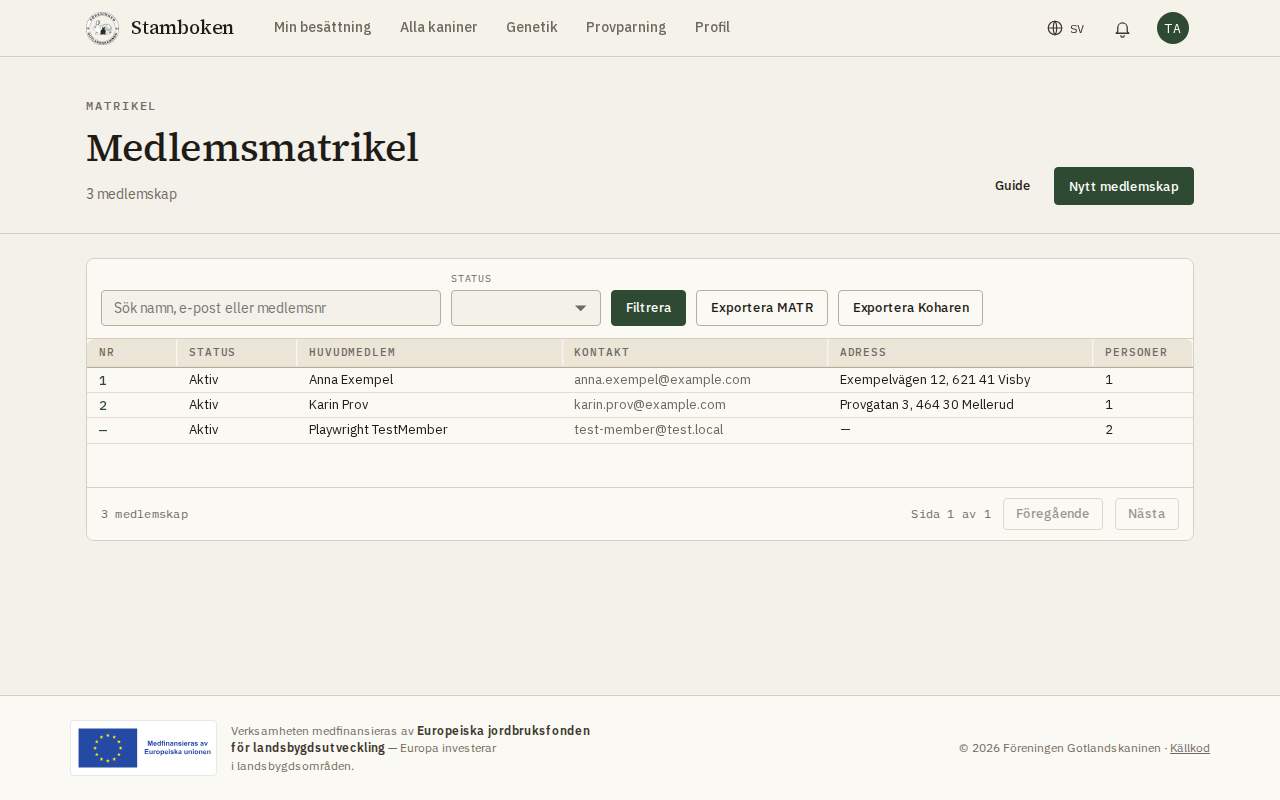 Stamboken
Min besättning
Alla kaniner
Genetik
Provparning
Profil
SV
TA
MATRIKEL
Medlemsmatrikel
3 medlemskap
Guide
Nytt medlemskap
STATUS
Sök namn, e-post eller medlemsnr
Filtrera
Exportera MATR
Exportera Koharen
NR STATUS HUVUDMEDLEM KONTAKT ADRESS PERSONER
1 Aktiv Anna Exempel anna.exempel@example.com Exempelvägen 12, 621 41 Visby 1
2 Aktiv Karin Prov karin.prov@example.com Provgatan 3, 464 30 Mellerud 1
— Aktiv Playwright TestMember test-member@test.local — 2
3 medlemskap
Sida 1 av 1
Föregående
Nästa
Medfinansieras av
Europeiska unionen
Verksamheten medfinansieras av Europeiska jordbruksfonden
för landsbygdsutveckling — Europa investerar
i landsbygdsområden.
© 2026 Föreningen Gotlandskaninen · Källkod